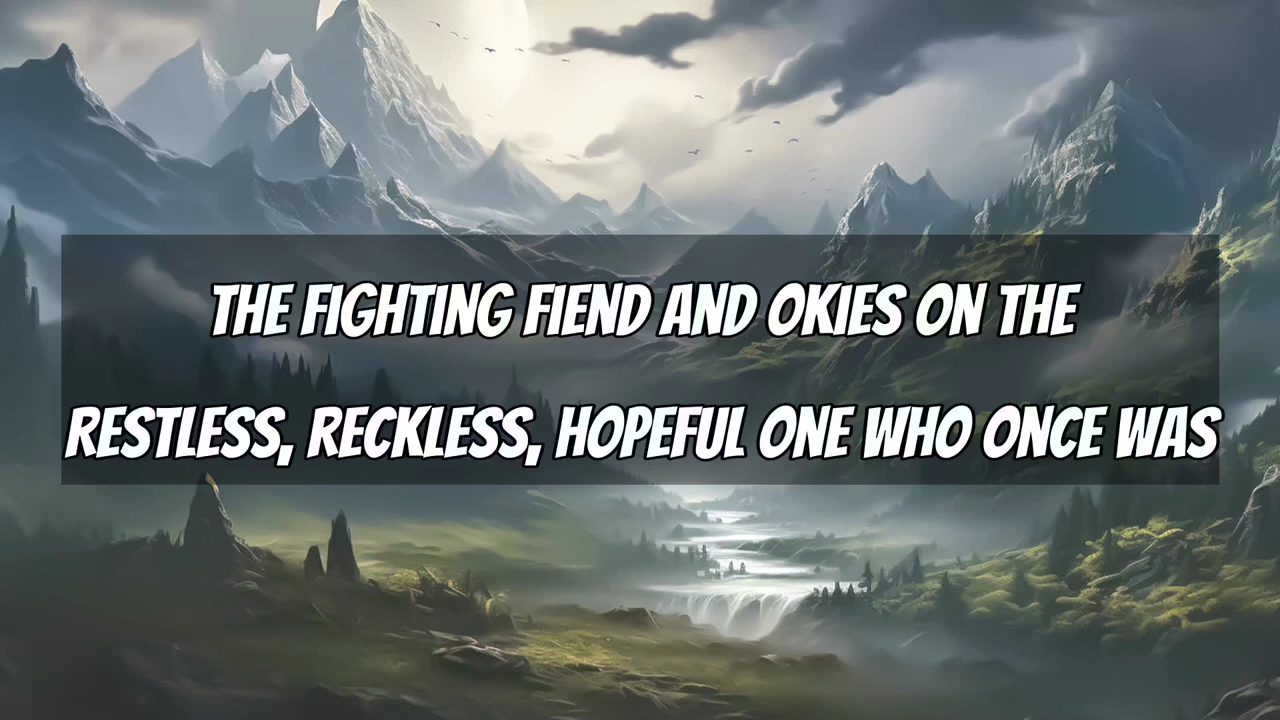 THE FIGHTING FIEND AND OKIES ON THE
RESTLESS, RECKLESS, HOPEFUL ONE WHO ONCE WAS